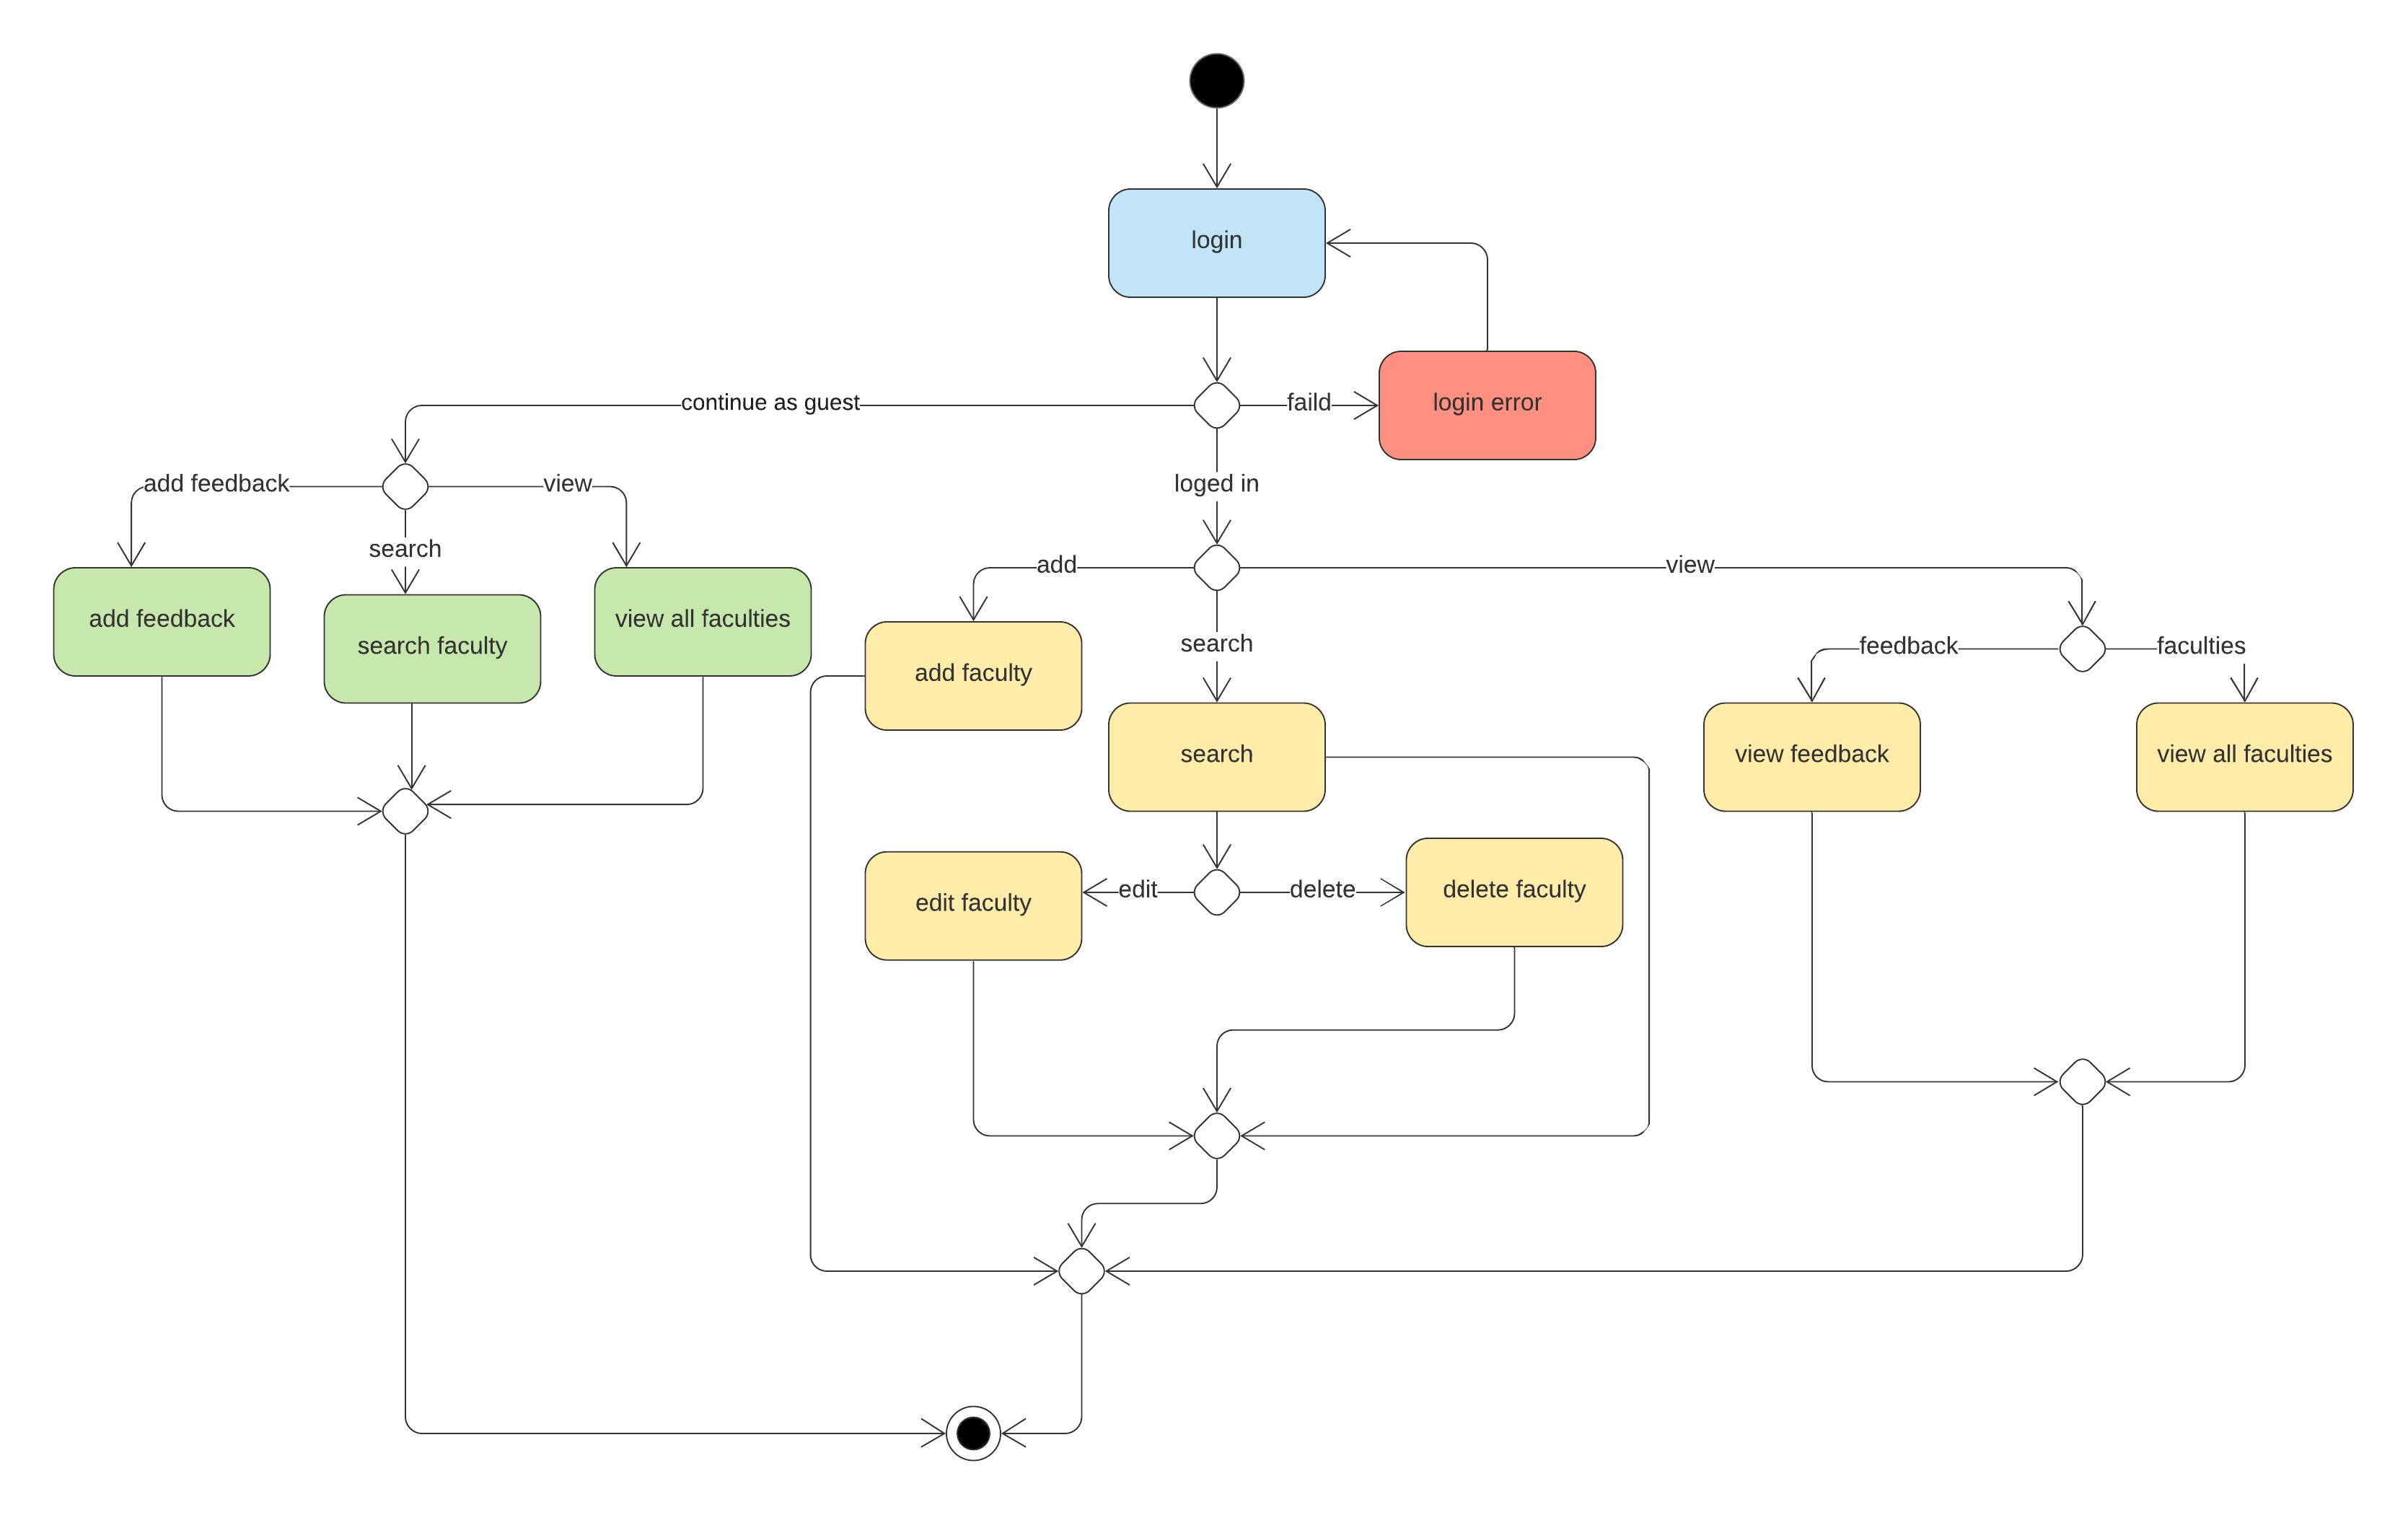 login
continue as guest
faild
login error
add feedback
view
loged in
search
add
view
add feedback
search faculty
view all faculties
add faculty
search
feedback
faculties
search
view feedback
view all faculties
edit faculty
edit
delete
delete faculty